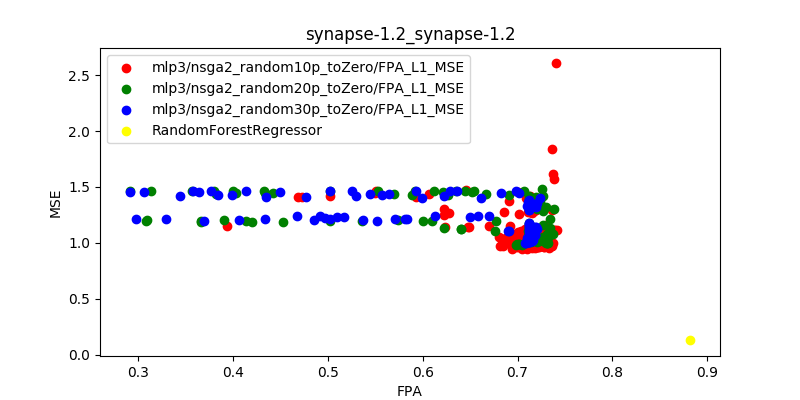 synapse-1.2_synapse-1.2
mlp3/nsga2_random10p_toZero/FPA_L1_MSE
mlp3/nsga2_random20p_toZero/FPA_L1_MSE
mlp3/nsga2_random30p_toZero/FPA_L1_MSE
RandomForestRegressor
MSE
2.5
2.0
1.5
1.0
0.5
0.0
0.3 0.4 0.5 0.6 0.7 0.8 0.9
FPA